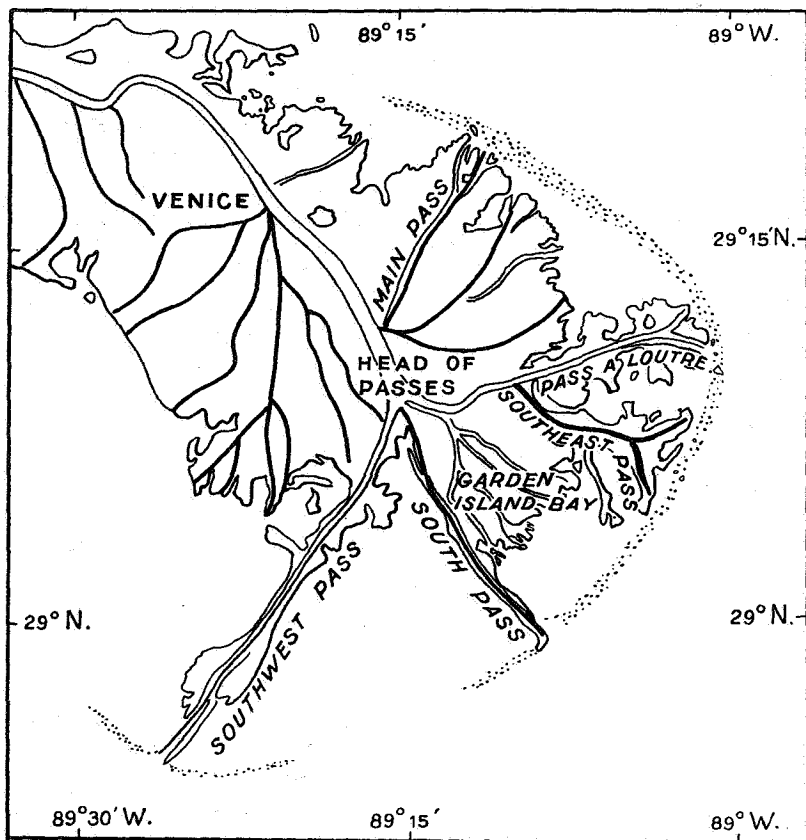 89°15'
89°W.
VENICE
MAIN PASS
29°15'N.
HEAD OF
PASSES
PASS A LOUTRE
SOUTHEAST PASS
GARDEN
ISLAND BAY
SOUTH PASS
SOUTHWEST PASS
29°N.
29°N.
89°30'W.
89°15'
89°W.